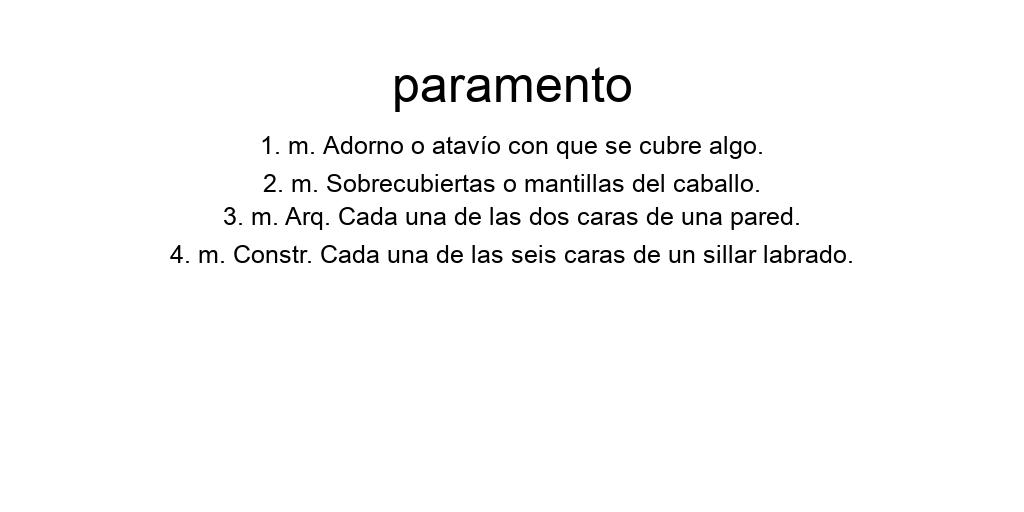 paramento
1. m. Adorno o atavío con que se cubre algo.
2. m. Sobrecubiertas o mantillas del caballo.
3. m. Arq. Cada una de las dos caras de una pared.
4. m. Constr. Cada una de las seis caras de un sillar labrado.